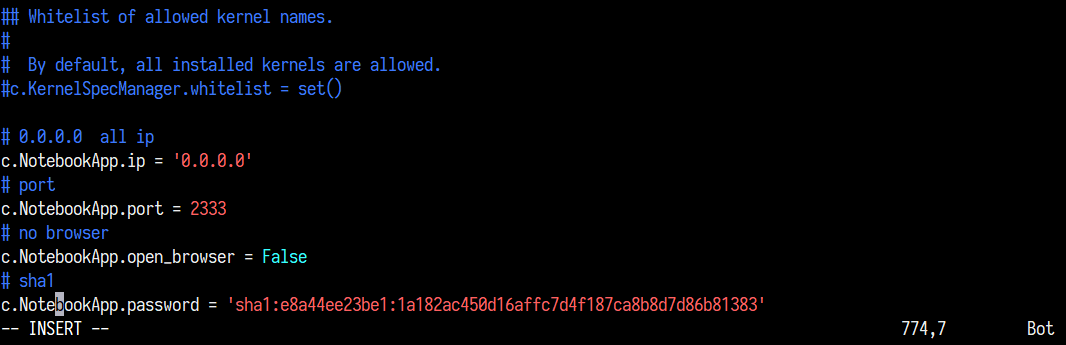 ## Whitelist of allowed kernel names.
#
#  By default, all installed kernels are allowed.
#c.KernelSpecManager.whitelist = set()
# 0.0.0.0  all ip
c.NotebookApp.ip = '0.0.0.0'
# port
c.NotebookApp.port = 2333
# no browser
c.NotebookApp.open_browser = False
# sha1
c.NotebookApp.password = 'sha1:e8a44ee23be1:1a182ac450d16affc7d4f187ca8b8d7d86b81383'
-- INSERT -- 774,7 Bot